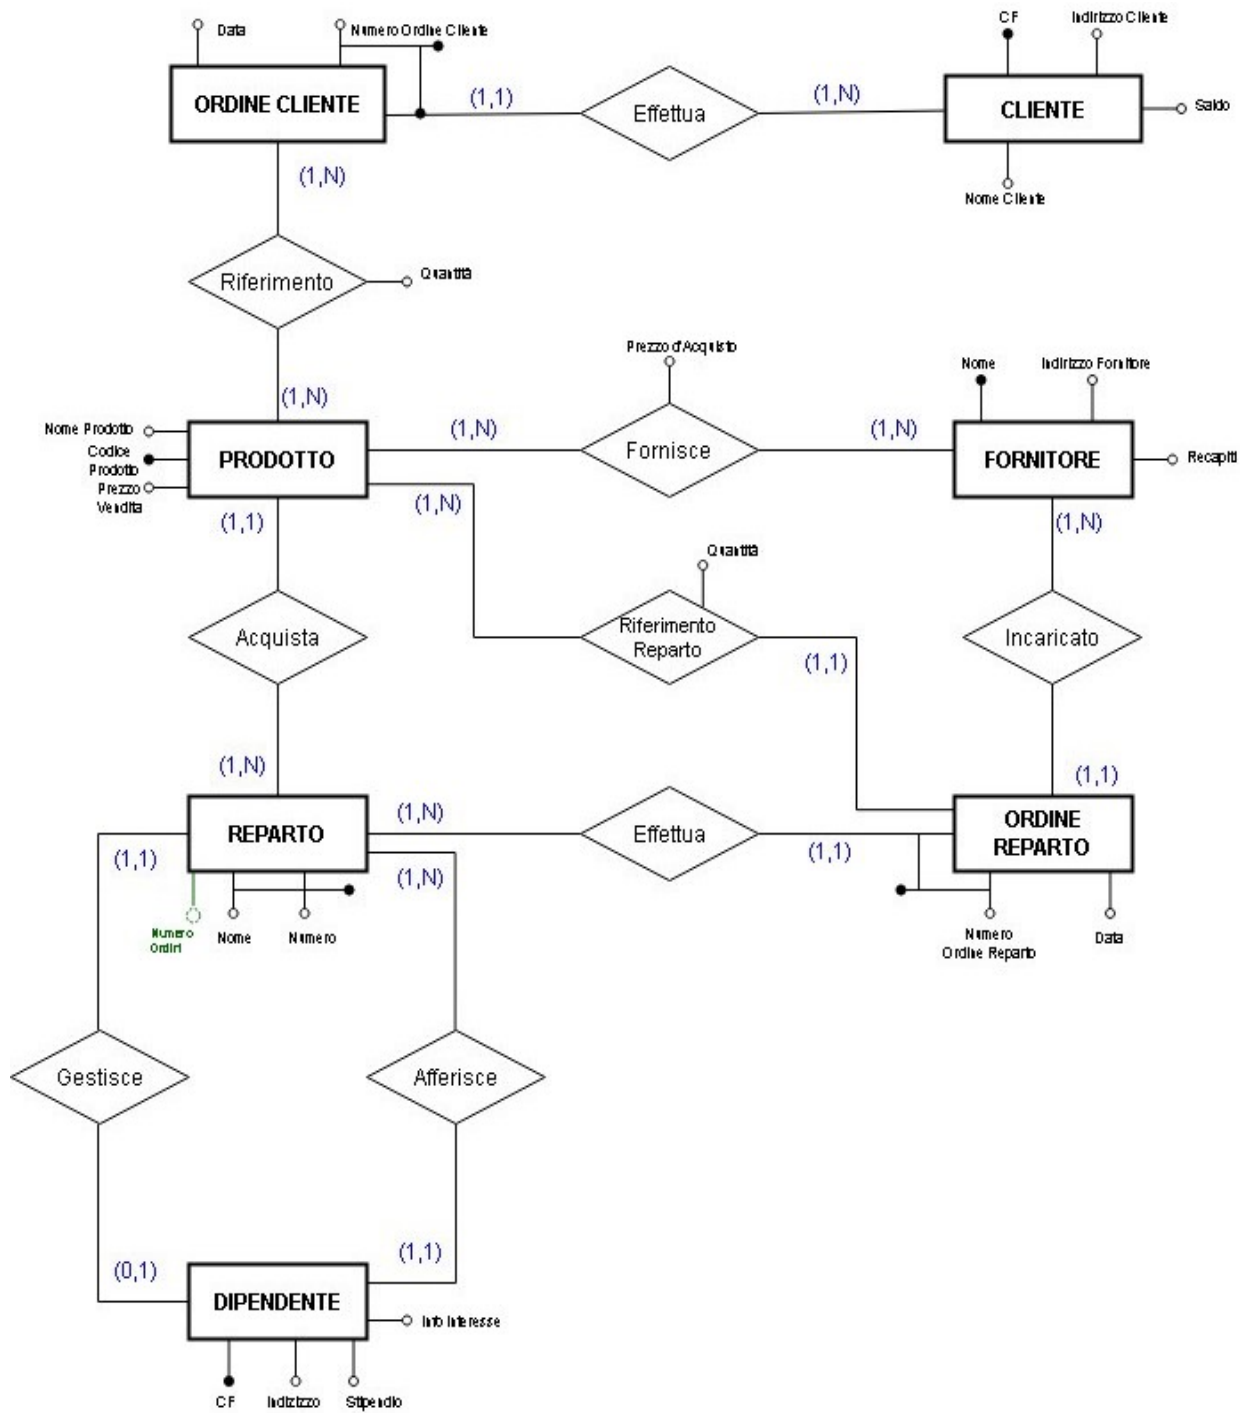 Data
Numero Ordine Cliente
CF
Indirizzo Cliente
ORDINE CLIENTE
(1,1)
Effettua
(1,N)
CLIENTE
Saldo
(1,N)
Nome Cliente
Riferimento
Quantità
Prezzo d'Acquisto
Nome
Indirizzo Fornitore
(1,N)
Nome Prodotto
Codice
Prodotto
Prezzo
Vendita
PRODOTTO
(1,N)
Fornisce
(1,N)
FORNITORE
Recapiti
(1,1)
(1,N)
(1,N)
Quantità
Acquista
Riferimento
Reparto
(1,1)
Incaricato
(1,N)
(1,1)
REPARTO
(1,N)
Effettua
(1,1)
ORDINE
REPARTO
(1,1)
(1,N)
Numero
Ordini
Nome
Numero
Numero
Ordine Reparto
Data
Gestisce
Afferisce
(0,1)
(1,1)
DIPENDENTE
Info Interesse
CF
Indizizzo
Stipendio